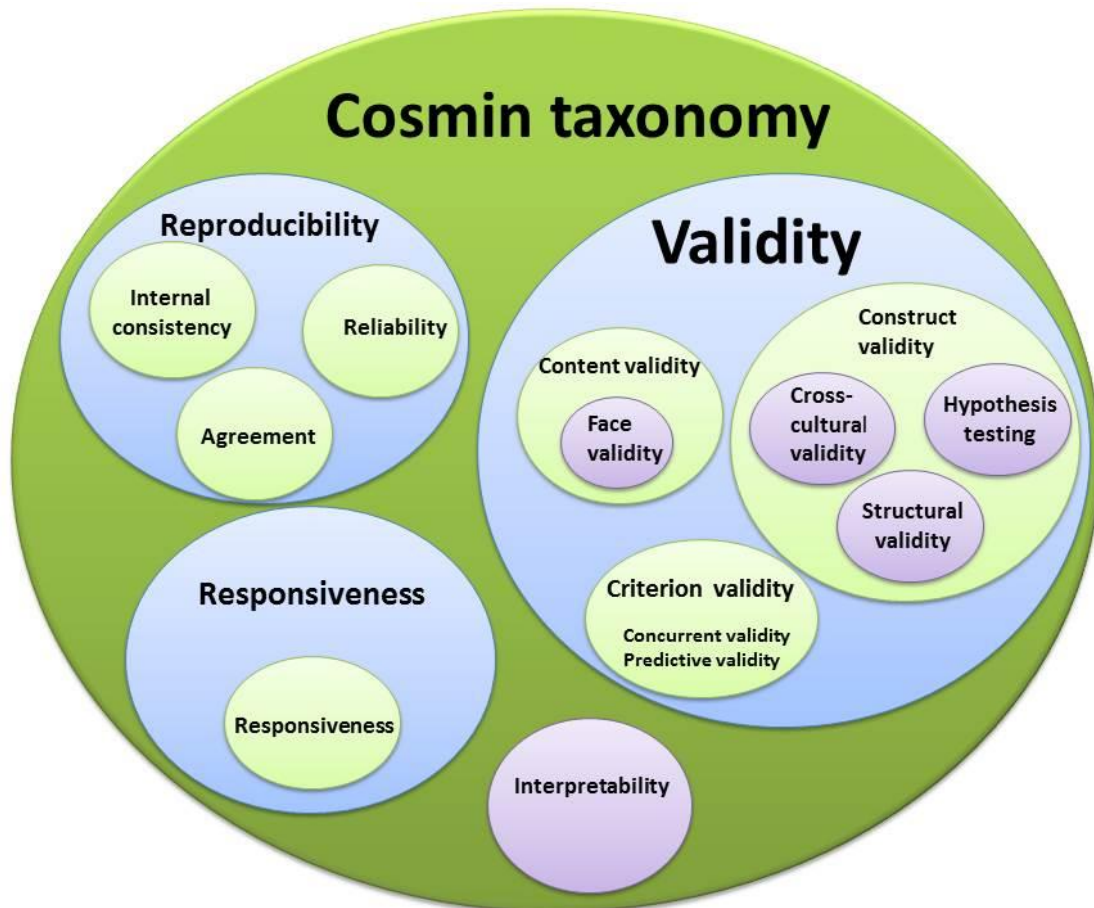 Cosmin taxonomy
Reproducibility
Internal
consistency
Reliability
Agreement
Validity
Content validity
Face
validity
Construct
validity
Cross-
cultural
validity
Hypothesis
testing
Structural
validity
Criterion validity
Concurrent validity
Predictive validity
Responsiveness
Responsiveness
Interpretability